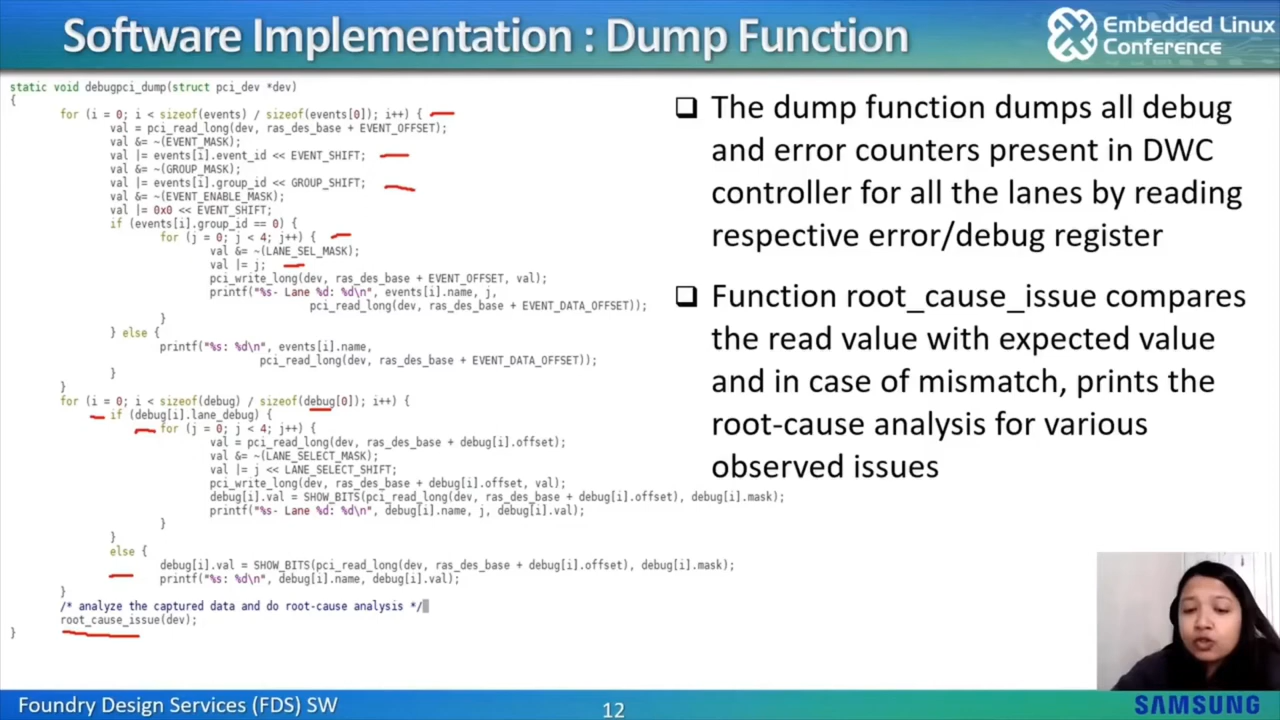 Software Implementation : Dump Function
Embedded Linux
Conference
static void debugpci_dump(struct pci_dev *dev)
{
for (i = 0; i < sizeof(events) / sizeof(events[0]); i++) {
val = pci_read_long(dev, ras_des_base + EVENT_OFFSET);
val &= ~(EVENT_MASK);
val |= events[i].event_id << EVENT_SHIFT;
val &= ~(GROUP_MASK);
val |= events[i].group_id << GROUP_SHIFT;
val &= ~(EVENT_ENABLE_MASK);
val |= 0x0 << EVENT_SHIFT;
if (events[i].group_id == 0) {
for (j = 0; j < 4; j++) {
val &= ~(LANE_SEL_MASK);
val |= j;
pci_write_long(dev, ras_des_base + EVENT_OFFSET, val);
printf("%s- Lane %d: %d\n", events[i].name, j,
pci_read_long(dev, ras_des_base + EVENT_DATA_OFFSET));
}
} else {
printf("%s: %d\n", events[i].name,
pci_read_long(dev, ras_des_base + EVENT_DATA_OFFSET));
}
}
for (i = 0; i < sizeof(debug) / sizeof(debug[0]); i++) {
if (debug[i].lane_debug) {
for (j = 0; j < 4; j++) {
val = pci_read_long(dev, ras_des_base + debug[i].offset);
val &= ~(LANE_SELECT_MASK);
val |= j << LANE_SELECT_SHIFT;
pci_write_long(dev, ras_des_base + debug[i].offset, val);
debug[i].val = SHOW_BITS(pci_read_long(dev, ras_des_base + debug[i].offset), debug[i].mask);
printf("%s- Lane %d: %d\n", debug[i].name, j, debug[i].val);
}
}
else {
debug[i].val = SHOW_BITS(pci_read_long(dev, ras_des_base + debug[i].offset), debug[i].mask);
printf("%s: %d\n", debug[i].name, debug[i].val);
}
/* analyze the captured data and do root-cause analysis */
root_cause_issue(dev);
}
The dump function dumps all debug
and error counters present in DWC
controller for all the lanes by reading
respective error/debug register
Function root_cause_issue compares
the read value with expected value
and in case of mismatch, prints the
root-cause analysis for various
observed issues
Foundry Design Services (FDS) SW
12
SAMSUNG